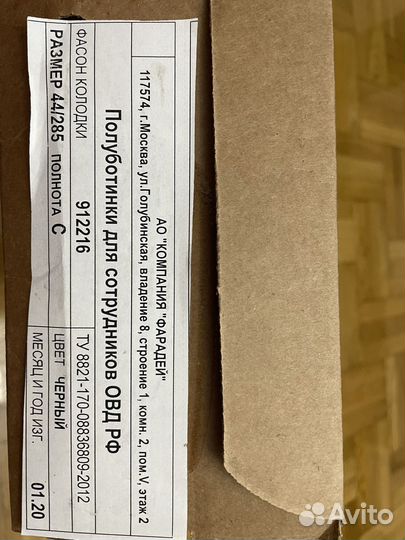 АО "КОМПАНИЯ "ФАРАДЕЙ"
117574, г.Москва, ул.Голубинская, владение 8, строение 1, комн. 2, пом.V, этаж 2
Полуботинки для сотрудников ОВД РФ
ФАСОН КОЛОДКИ 912216 TV 8821-170-08836809-2012
РАЗМЕР 44/285 ПОЛНОТА С ЦВЕТ ЧЕРНЫЙ МЕСЯЦ И ГОД ИЗГ. 01.20
Avito